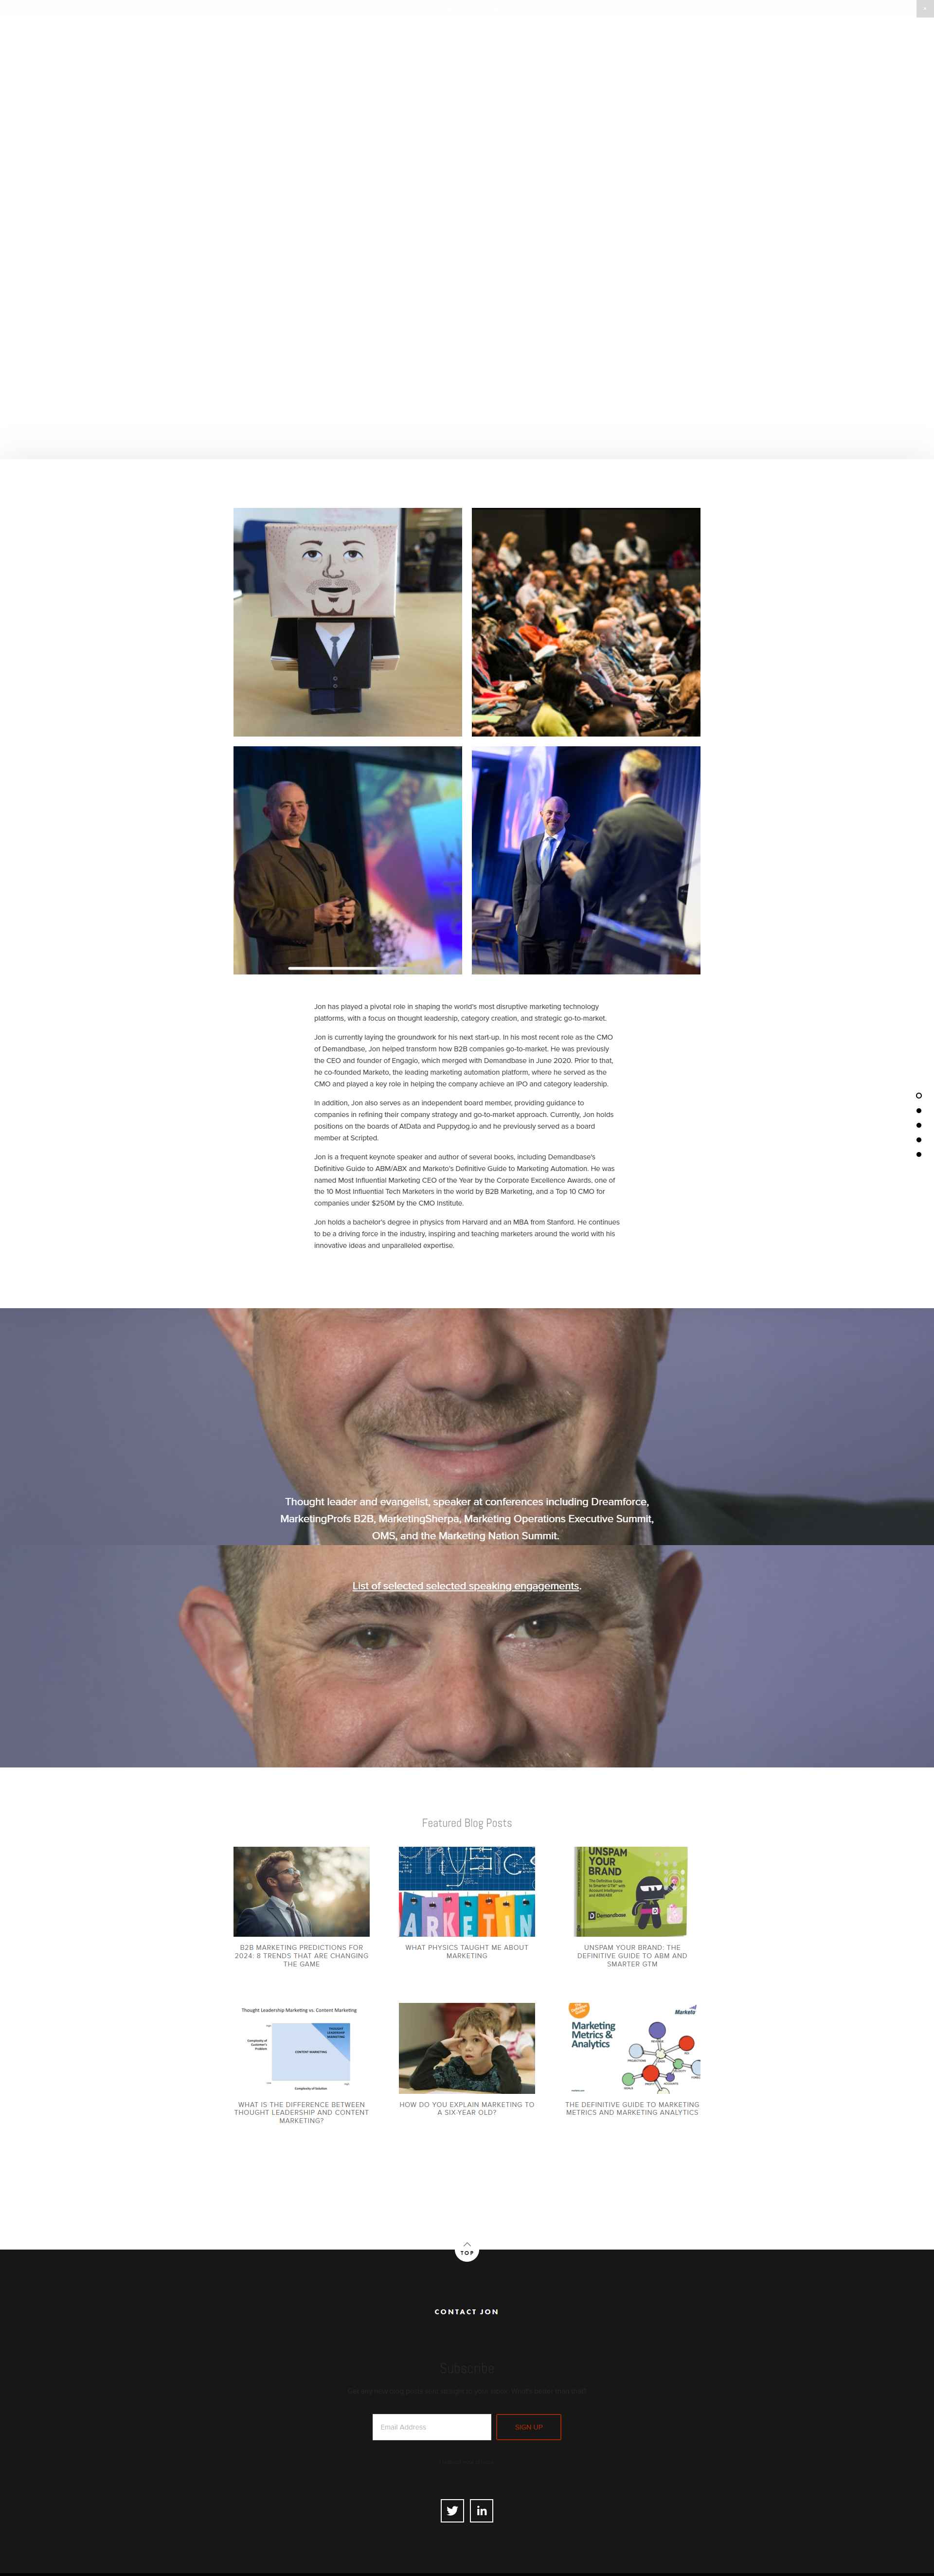 Jon has played a pivotal role in shaping the world's most disruptive marketing technology
platforms, with a focus on thought leadership, category creation, and strategic go-to-market.
Jon is currently laying the groundwork for his next start-up. In his most recent role as the CMO
of Demandbase, Jon helped transform how B2B companies go-to-market. He was previously
the CEO and founder of Engagio, which merged with Demandbase in June 2020. Prior to that,
he co-founded Marketo, the leading marketing automation platform, where he served as the
CMO and played a key role in helping the company achieve an IPO and category leadership.
In addition, Jon also serves as an independent board member, providing guidance to
companies in refining their company strategy and go-to-market approach. Currently, Jon holds
positions on the boards of AtData and Puppydog.io and he previously served as a board
member at Scripted.
Jon is a frequent keynote speaker and author of several books, including Demandbase's
Definitive Guide to ABM/ABX and Marketo's Definitive Guide to Marketing Automation. He was
named Most Influential Marketing CEO of the Year by the Corporate Excellence Awards. one of
the 10 Most Influential Tech Marketers in the world by B2B Marketing, and a Top 10 CMO for
companies under $250M by the CMO Institute.
Jon holds a bachelor's degree in physics from Harvard and an MBA from Stanford. He continues
to be a driving force in the industry, inspiring and teaching marketers around the world with his
innovative ideas and unparalleled expertise.
Thought leader and evangelist, speaker at conferences including Dreamforce,
MarketingProfs B2B, MarketingSherpa, Marketing Operations Executive Summit,
OMS, and the Marketing Nation Summit.
List of selected selected speaking engagements.
Featured Blog Posts
ARKETIN
UNSPAM
YOUR
BRAND
Demandbase
B2B MARKETING PREDICTIONS FOR
2024: 8 TRENDS THAT ARE CHANGING
THE GAME
WHAT PHYSICS TAUGHT ME ABOUT
MARKETING
UNSPAM YOUR BRAND: THE
DEFINITIVE GUIDE TO ABM AND
SMARTER GTM
Thought Leadership Marketing vs. Content Marketing
Complexity of
Customer's
Problem
THOUGHT
LEADERSHIP
MARKETING
CONTENT MARKETING
Complexity of Solution
Marketo
Marketing
Metrics &
Analytics
WHAT IS THE DIFFERENCE BETWEEN
THOUGHT LEADERSHIP AND CONTENT
MARKETING?
HOW DO YOU EXPLAIN MARKETING TO
A SIX-YEAR OLD?
THE DEFINITIVE GUIDE TO MARKETING
METRICS AND MARKETING ANALYTICS
TOP
CONTACT JON
Subscribe
Email Address
SIGN UP
in